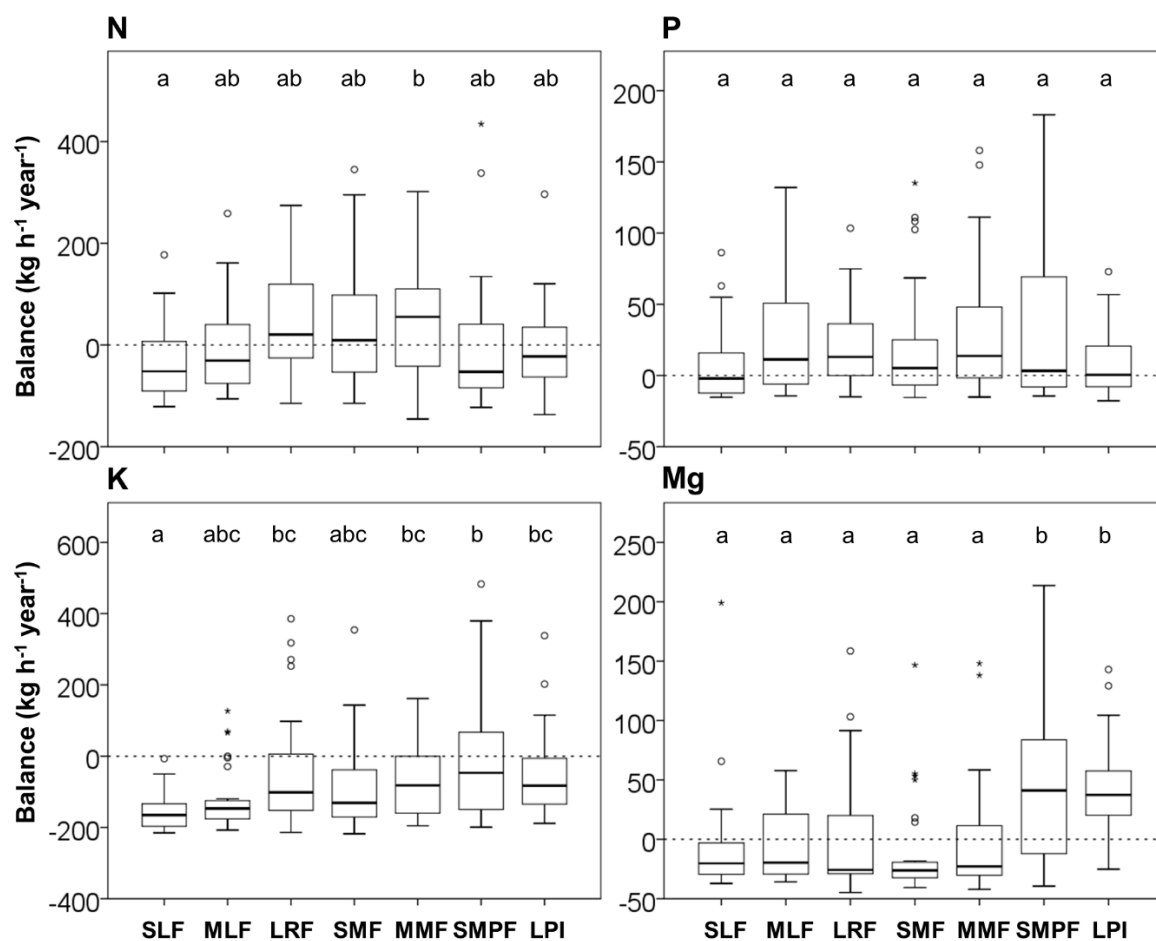 N
a ab ab ab b ab ab
Balance (kg h⁻¹ year⁻¹)
400
200
0
-200
P
a a a a a a a
200
150
100
50
0
-50
K
a abc bc abc bc b bc
Balance (kg h⁻¹ year⁻¹)
600
400
200
0
-200
-400
SLF MLF LRF SMF MMF SMPF LPI
Mg
a a a a a b b
250
200
150
100
50
0
-50
SLF MLF LRF SMF MMF SMPF LPI